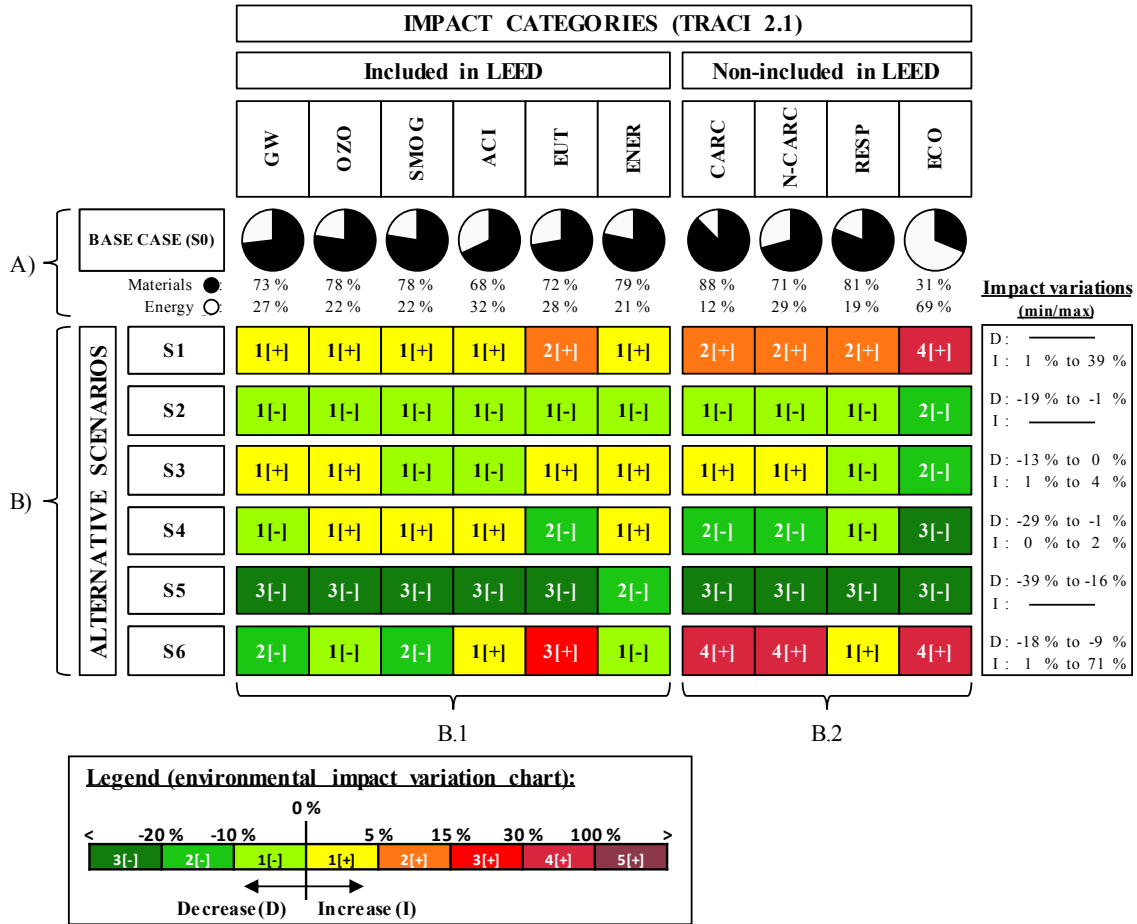 IMPACT CATEGORIES (TRACI 2.1)
Included in LEED Non-included in LEED
GW OZO SMOG ACI EUT ENER CARC N-CARC RESP ECO
A)
BASE CASE (S0)
Materials : 73 % 78 % 78 % 68 % 72 % 79 % 88 % 71 % 81 % 31 %
Energy : 27 % 22 % 22 % 32 % 28 % 21 % 12 % 29 % 19 % 69 %
Impact variations
(min/max)
B)
ALTERNATIVE SCENARIOS
S1 1[+] 1[+] 1[+] 1[+] 2[+] 1[+] 2[+] 2[+] 2[+] 4[+]
D:
I: 1 % to 39 %
S2 1[-] 1[-] 1[-] 1[-] 1[-] 1[-] 1[-] 1[-] 1[-] 2[-]
D: -19 % to -1 %
I:
S3 1[+] 1[+] 1[-] 1[-] 1[+] 1[+] 1[+] 1[+] 1[-] 2[-]
D: -13 % to 0 %
I: 1 % to 4 %
S4 1[-] 1[+] 1[+] 1[+] 2[-] 1[+] 2[-] 2[-] 1[-] 3[-]
D: -29 % to -1 %
I: 0 % to 2 %
S5 3[-] 3[-] 3[-] 3[-] 3[-] 2[-] 3[-] 3[-] 3[-] 3[-]
D: -39 % to -16 %
I:
S6 2[-] 1[-] 2[-] 1[+] 3[+] 1[-] 4[+] 4[+] 1[+] 4[+]
D: -18 % to -9 %
I: 1 % to 71 %
B.1 B.2
Legend (environmental impact variation chart):
0 %
< -20 % -10 % 5 % 15 % 30 % 100 % >
3[-] 2[-] 1[-] 1[+] 2[+] 3[+] 4[+] 5[+]
Decrease (D) Increase (I)